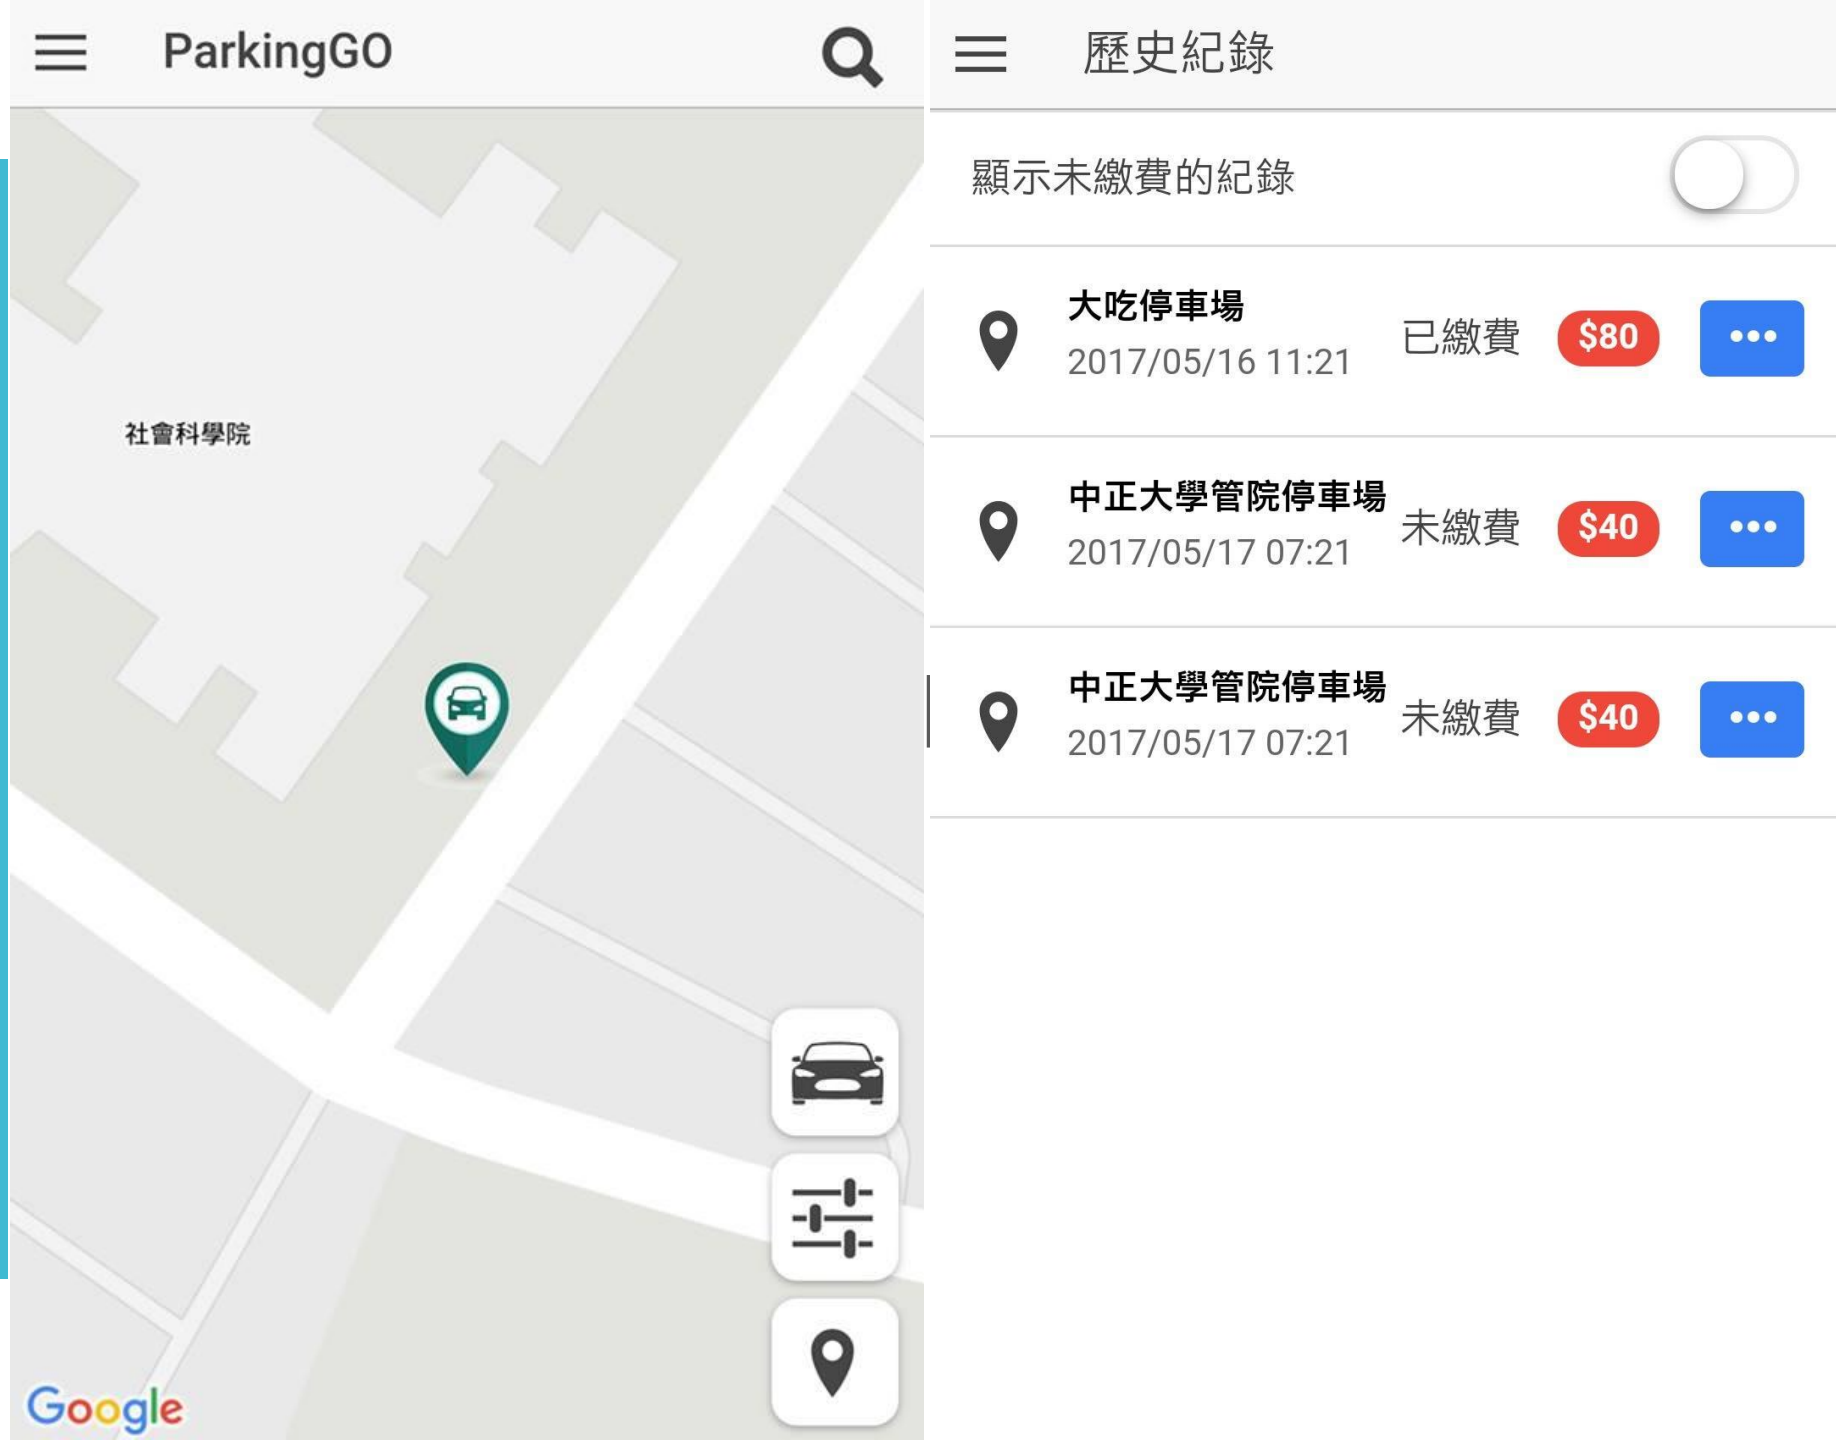 ParkingGO
社會科學院
Google
歷史紀錄
顯示未繳費的紀錄
大吃停車場
2017/05/16 11:21
已繳費
$80
中正大學管院停車場
2017/05/17 07:21
未繳費
$40
中正大學管院停車場
2017/05/17 07:21
未繳費
$40